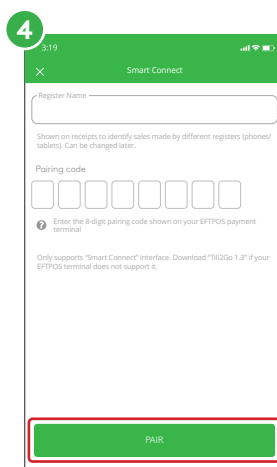 4
3:19
Smart Connect
Register Name
Shown on receipts to identify sales made by different registers (phones/
tablets). Can be changed later.
Pairing code
? Enter the 8-digit pairing code shown on your EFTPOS payment
terminal
Only supports "Smart Connect" interface. Download "Till2Go 1.3" if your
EFTPOS terminal does not support it.
PAIR